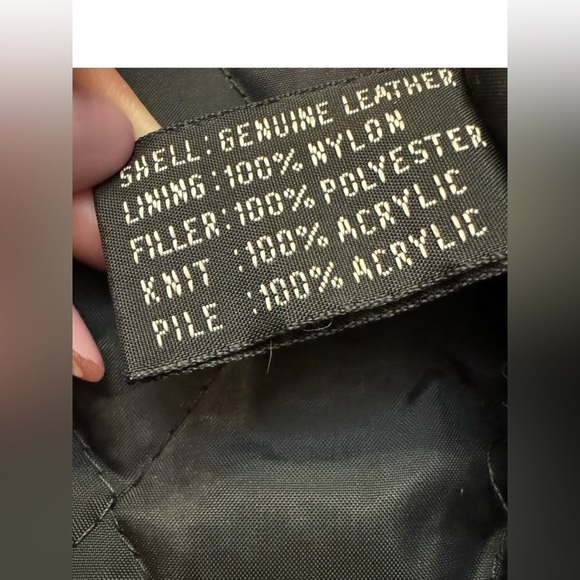 SHELL: GENUINE LEATHER
LINING: 100% NYLON
FILLER: 100% POLYESTER
KNIT : 100% ACRYLIC
PILE : 100% ACRYLIC